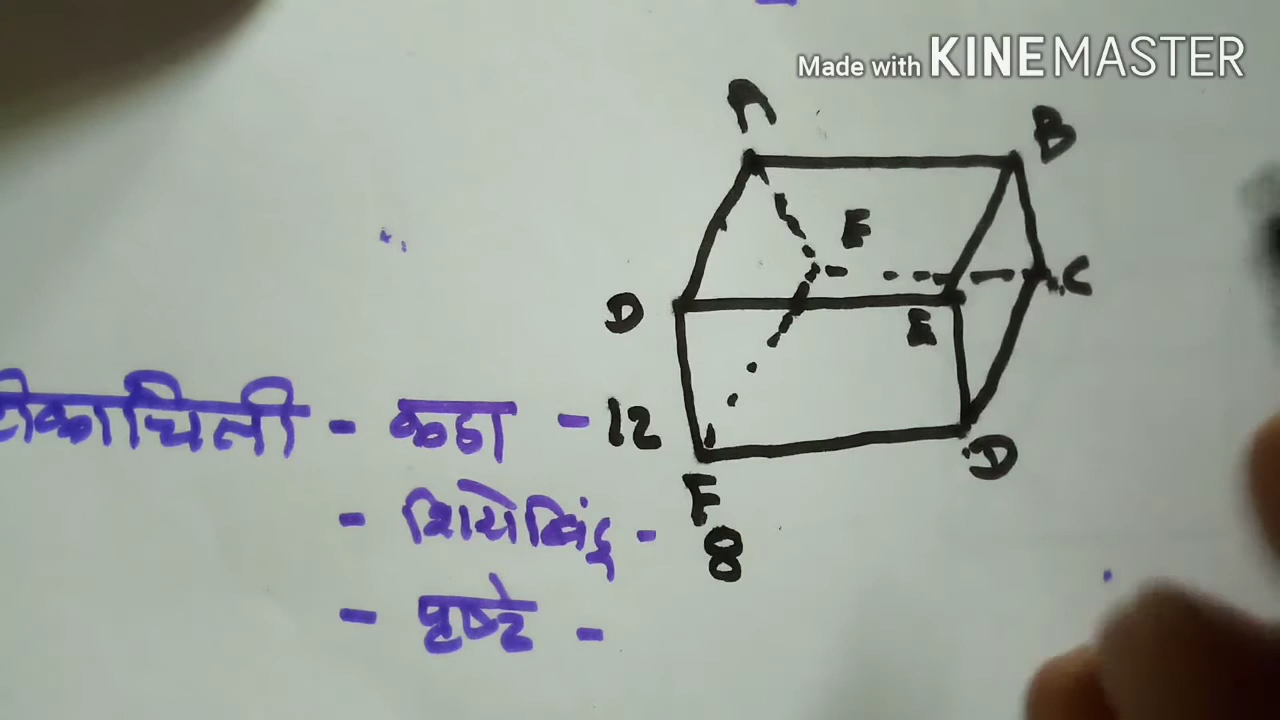 Made with KINEMASTER
A
B
E
C
D
E
- कडा - 12
D
F
- शिरोबिंदू -
8
- पृष्टे -